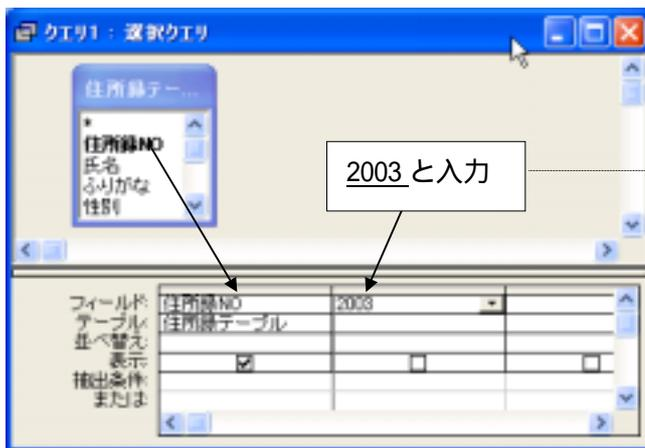 クエリ1 : 選択クエリ
住所録テー...
*
住所録NO
氏名
ふりがな
性別
2003 と入力
フィールド: 住所録NO 2003
テーブル: 住所録テーブル
並べ替え:
表示:
抽出条件:
または: